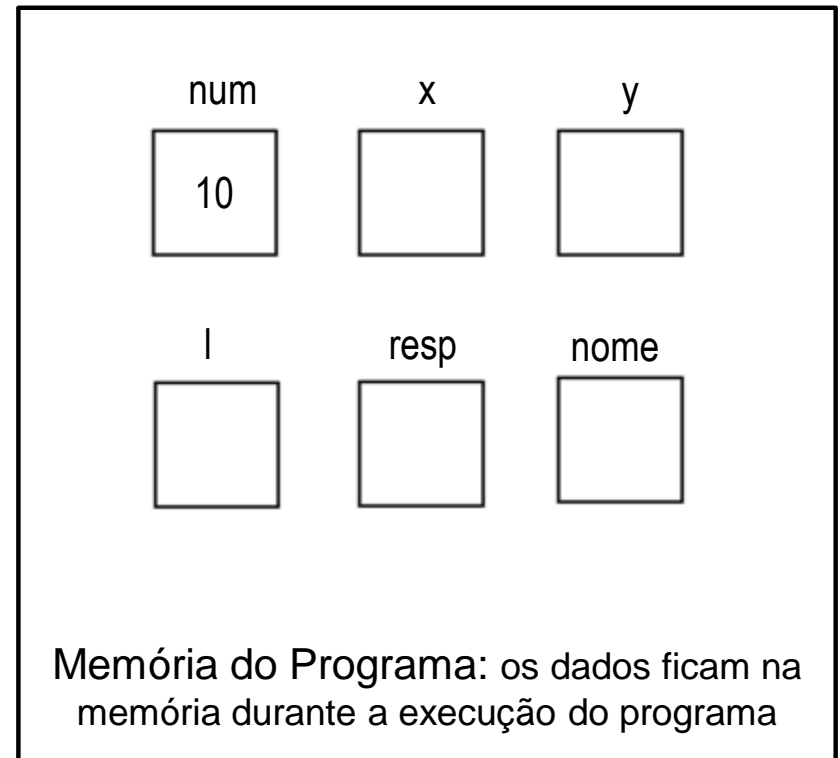 num x y
10
l resp nome
Memória do Programa: os dados ficam na
memória durante a execução do programa